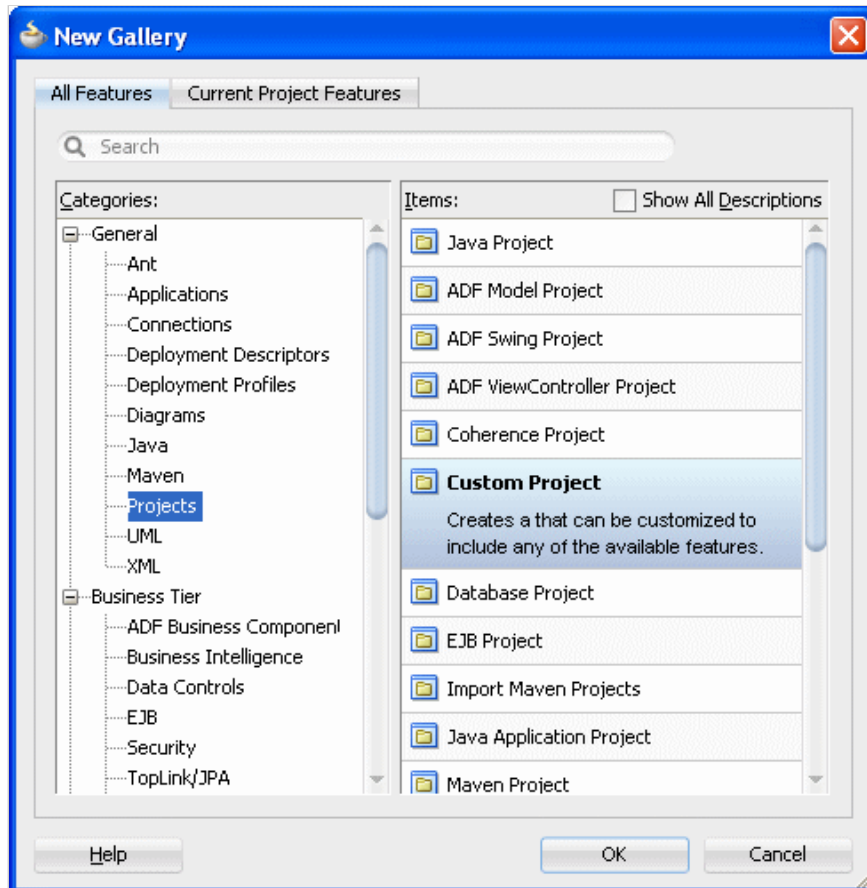 New Gallery
All Features
Current Project Features
Search
Categories:
Items:
Show All Descriptions
General
Ant
Applications
Connections
Deployment Descriptors
Deployment Profiles
Diagrams
Java
Maven
Projects
UML
XML
Business Tier
ADF Business Component
Business Intelligence
Data Controls
EJB
Security
TopLink/JPA
Java Project
ADF Model Project
ADF Swing Project
ADF ViewController Project
Coherence Project
Custom Project
Creates a that can be customized to
include any of the available features.
Database Project
EJB Project
Import Maven Projects
Java Application Project
Maven Project
Help
OK
Cancel